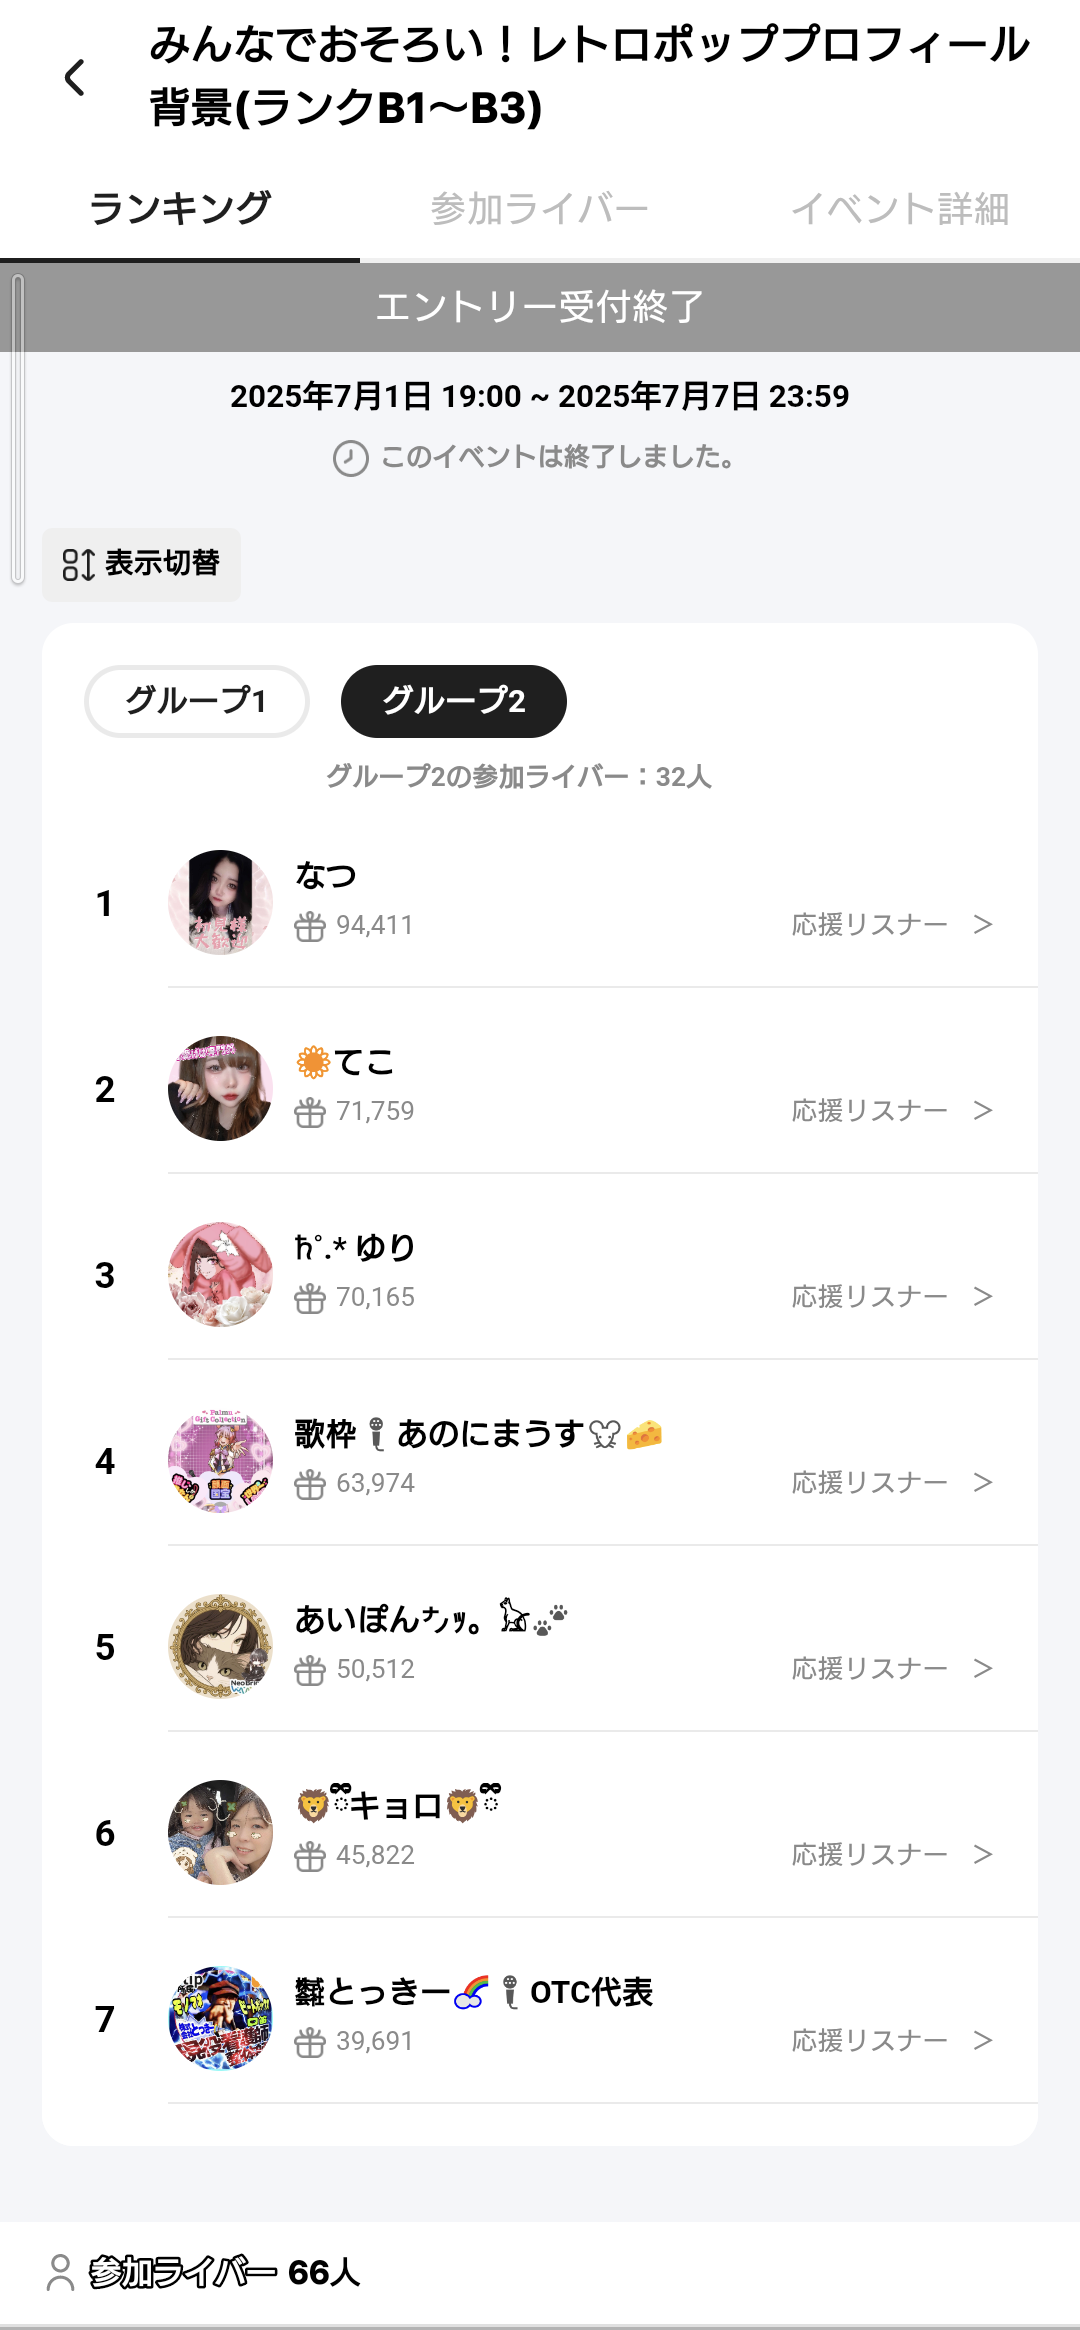 みんなでおそろい！レトロポッププロフィール
背景(ランクB1〜B3)
ランキング 参加ライバー イベント詳細
エントリー受付終了
2025年7月1日 19:00 ~ 2025年7月7日 23:59
このイベントは終了しました。
表示切替
グループ1 グループ2
グループ2の参加ライバー：32人
1
初見様
大歓迎
なつ
94,411 応援リスナー >
2
🌼てこ
71,759 応援リスナー >
3
ђ°.* ゆり
70,165 応援リスナー >
4
Palmu
Gift Collection
歌枠🎤あのにまうす🐭🧀
63,974 応援リスナー >
5
あいぽんﾅﾉｯ。𓃠🐾
50,512 応援リスナー >
6
🦁ྀིキョロ🦁ྀི
45,822 応援リスナー >
7
とっきー🌈🎤OTC代表
39,691 応援リスナー >
参加ライバー 66人